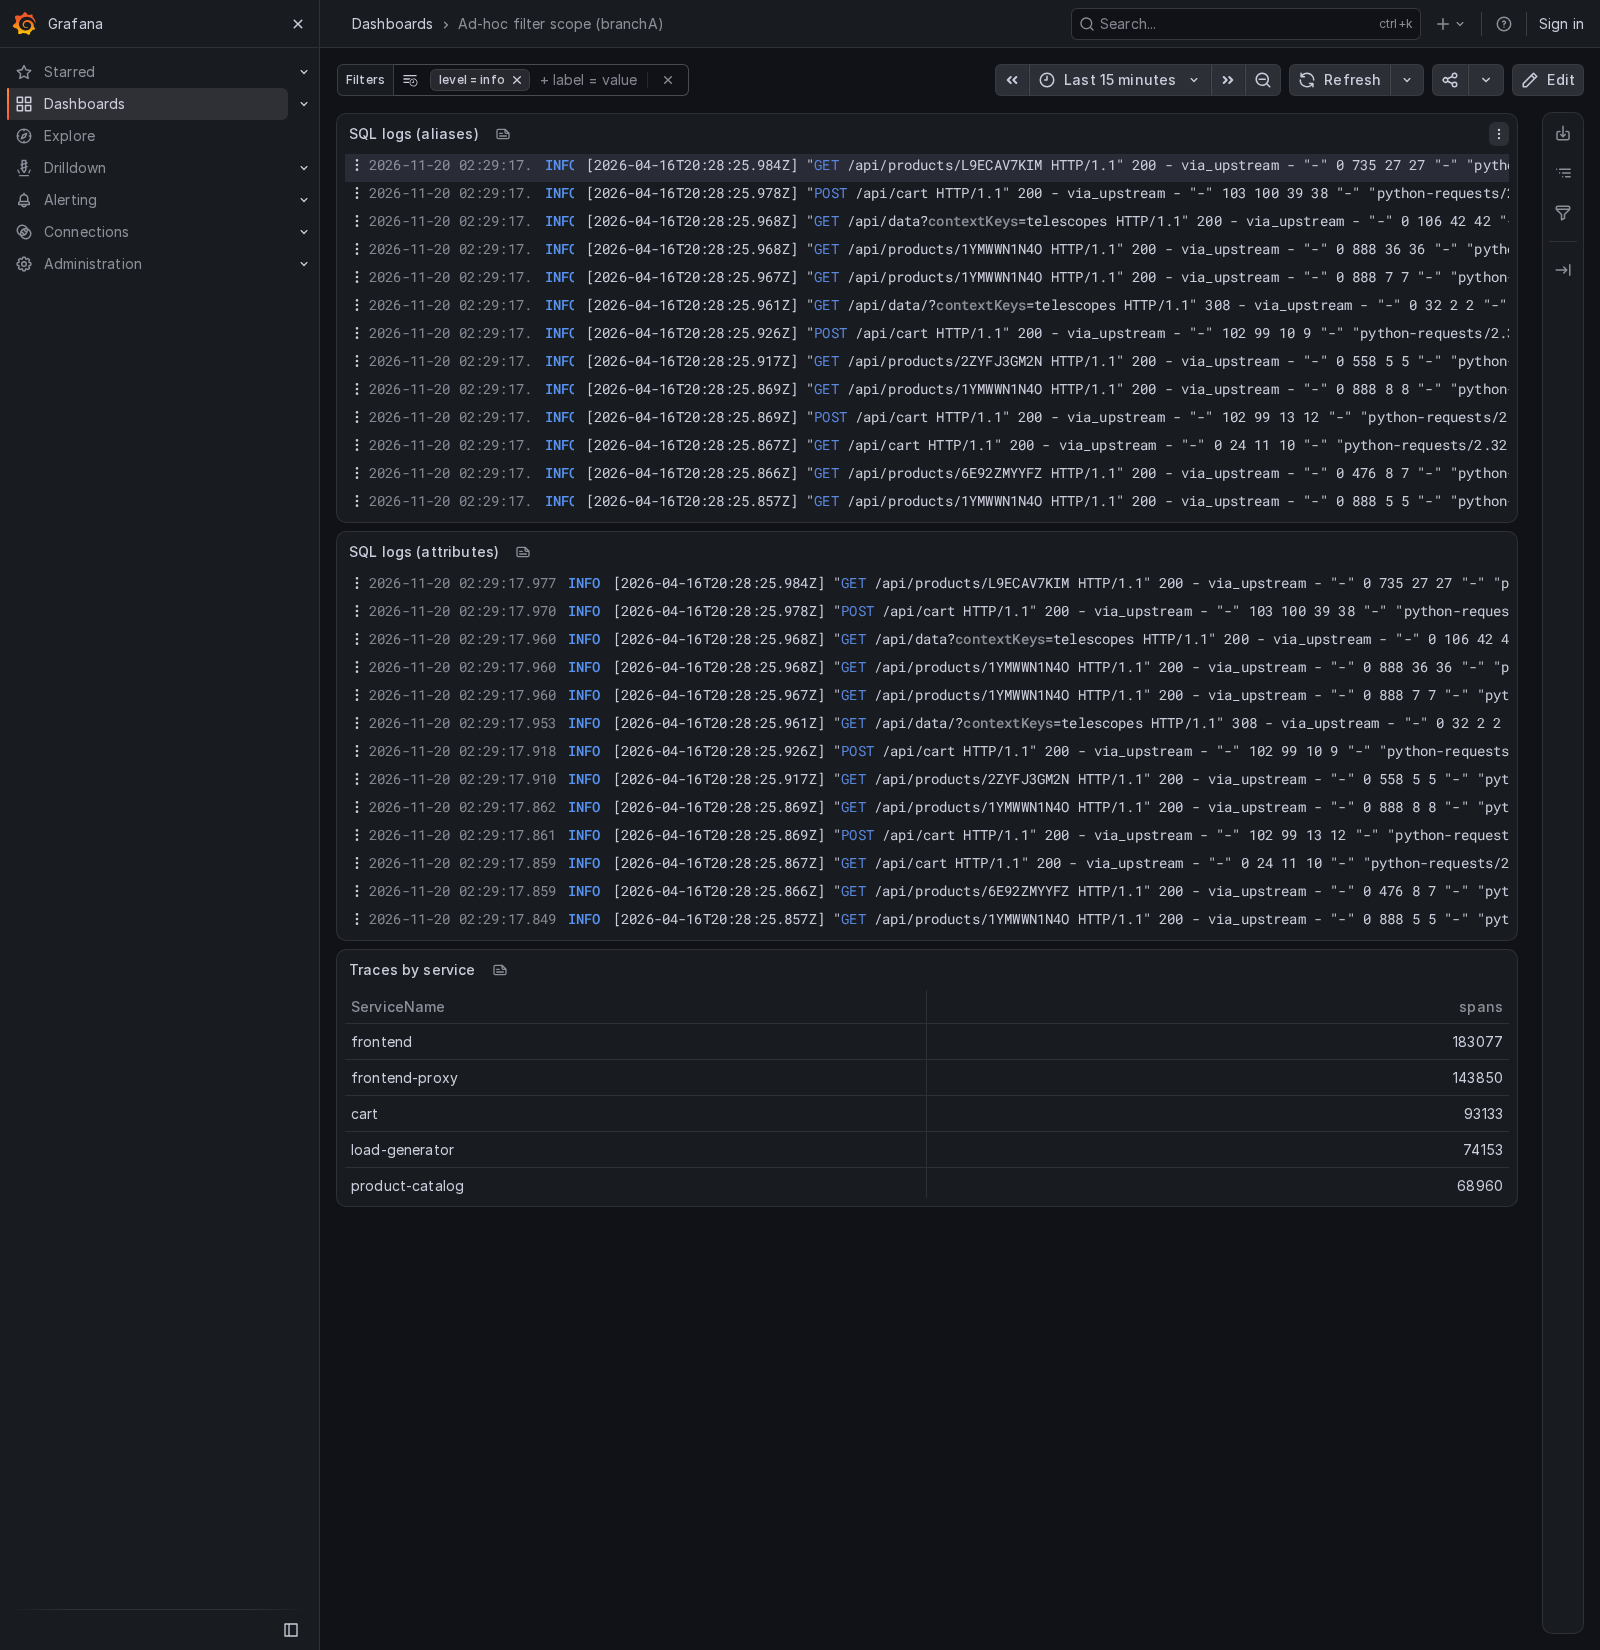 Grafana
Dashboards › Ad-hoc filter scope (branchA)
Search... ctrl+k
Sign in
Starred
Dashboards
Explore
Drilldown
Alerting
Connections
Administration
Filters level = info + label = value
Last 15 minutes
Refresh
Edit
SQL logs (aliases)
2026-11-20 02:29:17. INFO [2026-04-16T20:28:25.984Z] "GET /api/products/L9ECAV7KIM HTTP/1.1" 200 - via_upstream - "-" 0 735 27 27 "-" "pytho
2026-11-20 02:29:17. INFO [2026-04-16T20:28:25.978Z] "POST /api/cart HTTP/1.1" 200 - via_upstream - "-" 103 100 39 38 "-" "python-requests/2
2026-11-20 02:29:17. INFO [2026-04-16T20:28:25.968Z] "GET /api/data?contextKeys=telescopes HTTP/1.1" 200 - via_upstream - "-" 0 106 42 42 "-
2026-11-20 02:29:17. INFO [2026-04-16T20:28:25.968Z] "GET /api/products/1YMWWN1N4O HTTP/1.1" 200 - via_upstream - "-" 0 888 36 36 "-" "pytho
2026-11-20 02:29:17. INFO [2026-04-16T20:28:25.967Z] "GET /api/products/1YMWWN1N4O HTTP/1.1" 200 - via_upstream - "-" 0 888 7 7 "-" "python-
2026-11-20 02:29:17. INFO [2026-04-16T20:28:25.961Z] "GET /api/data/?contextKeys=telescopes HTTP/1.1" 308 - via_upstream - "-" 0 32 2 2 "-"
2026-11-20 02:29:17. INFO [2026-04-16T20:28:25.926Z] "POST /api/cart HTTP/1.1" 200 - via_upstream - "-" 102 99 10 9 "-" "python-requests/2.3
2026-11-20 02:29:17. INFO [2026-04-16T20:28:25.917Z] "GET /api/products/2ZYFJ3GM2N HTTP/1.1" 200 - via_upstream - "-" 0 558 5 5 "-" "python-
2026-11-20 02:29:17. INFO [2026-04-16T20:28:25.869Z] "GET /api/products/1YMWWN1N4O HTTP/1.1" 200 - via_upstream - "-" 0 888 8 8 "-" "python-
2026-11-20 02:29:17. INFO [2026-04-16T20:28:25.869Z] "POST /api/cart HTTP/1.1" 200 - via_upstream - "-" 102 99 13 12 "-" "python-requests/2.
2026-11-20 02:29:17. INFO [2026-04-16T20:28:25.867Z] "GET /api/cart HTTP/1.1" 200 - via_upstream - "-" 0 24 11 10 "-" "python-requests/2.32
2026-11-20 02:29:17. INFO [2026-04-16T20:28:25.866Z] "GET /api/products/6E92ZMYYFZ HTTP/1.1" 200 - via_upstream - "-" 0 476 8 7 "-" "python-
2026-11-20 02:29:17. INFO [2026-04-16T20:28:25.857Z] "GET /api/products/1YMWWN1N4O HTTP/1.1" 200 - via_upstream - "-" 0 888 5 5 "-" "python-
SQL logs (attributes)
2026-11-20 02:29:17.977 INFO [2026-04-16T20:28:25.984Z] "GET /api/products/L9ECAV7KIM HTTP/1.1" 200 - via_upstream - "-" 0 735 27 27 "-" "p
2026-11-20 02:29:17.970 INFO [2026-04-16T20:28:25.978Z] "POST /api/cart HTTP/1.1" 200 - via_upstream - "-" 103 100 39 38 "-" "python-reques
2026-11-20 02:29:17.960 INFO [2026-04-16T20:28:25.968Z] "GET /api/data?contextKeys=telescopes HTTP/1.1" 200 - via_upstream - "-" 0 106 42 4
2026-11-20 02:29:17.960 INFO [2026-04-16T20:28:25.968Z] "GET /api/products/1YMWWN1N4O HTTP/1.1" 200 - via_upstream - "-" 0 888 36 36 "-" "p
2026-11-20 02:29:17.960 INFO [2026-04-16T20:28:25.967Z] "GET /api/products/1YMWWN1N4O HTTP/1.1" 200 - via_upstream - "-" 0 888 7 7 "-" "pyt
2026-11-20 02:29:17.953 INFO [2026-04-16T20:28:25.961Z] "GET /api/data/?contextKeys=telescopes HTTP/1.1" 308 - via_upstream - "-" 0 32 2 2
2026-11-20 02:29:17.918 INFO [2026-04-16T20:28:25.926Z] "POST /api/cart HTTP/1.1" 200 - via_upstream - "-" 102 99 10 9 "-" "python-requests
2026-11-20 02:29:17.910 INFO [2026-04-16T20:28:25.917Z] "GET /api/products/2ZYFJ3GM2N HTTP/1.1" 200 - via_upstream - "-" 0 558 5 5 "-" "pyt
2026-11-20 02:29:17.862 INFO [2026-04-16T20:28:25.869Z] "GET /api/products/1YMWWN1N4O HTTP/1.1" 200 - via_upstream - "-" 0 888 8 8 "-" "pyt
2026-11-20 02:29:17.861 INFO [2026-04-16T20:28:25.869Z] "POST /api/cart HTTP/1.1" 200 - via_upstream - "-" 102 99 13 12 "-" "python-request
2026-11-20 02:29:17.859 INFO [2026-04-16T20:28:25.867Z] "GET /api/cart HTTP/1.1" 200 - via_upstream - "-" 0 24 11 10 "-" "python-requests/2
2026-11-20 02:29:17.859 INFO [2026-04-16T20:28:25.866Z] "GET /api/products/6E92ZMYYFZ HTTP/1.1" 200 - via_upstream - "-" 0 476 8 7 "-" "pyt
2026-11-20 02:29:17.849 INFO [2026-04-16T20:28:25.857Z] "GET /api/products/1YMWWN1N4O HTTP/1.1" 200 - via_upstream - "-" 0 888 5 5 "-" "pyt
Traces by service
ServiceName spans
frontend 183077
frontend-proxy 143850
cart 93133
load-generator 74153
product-catalog 68960